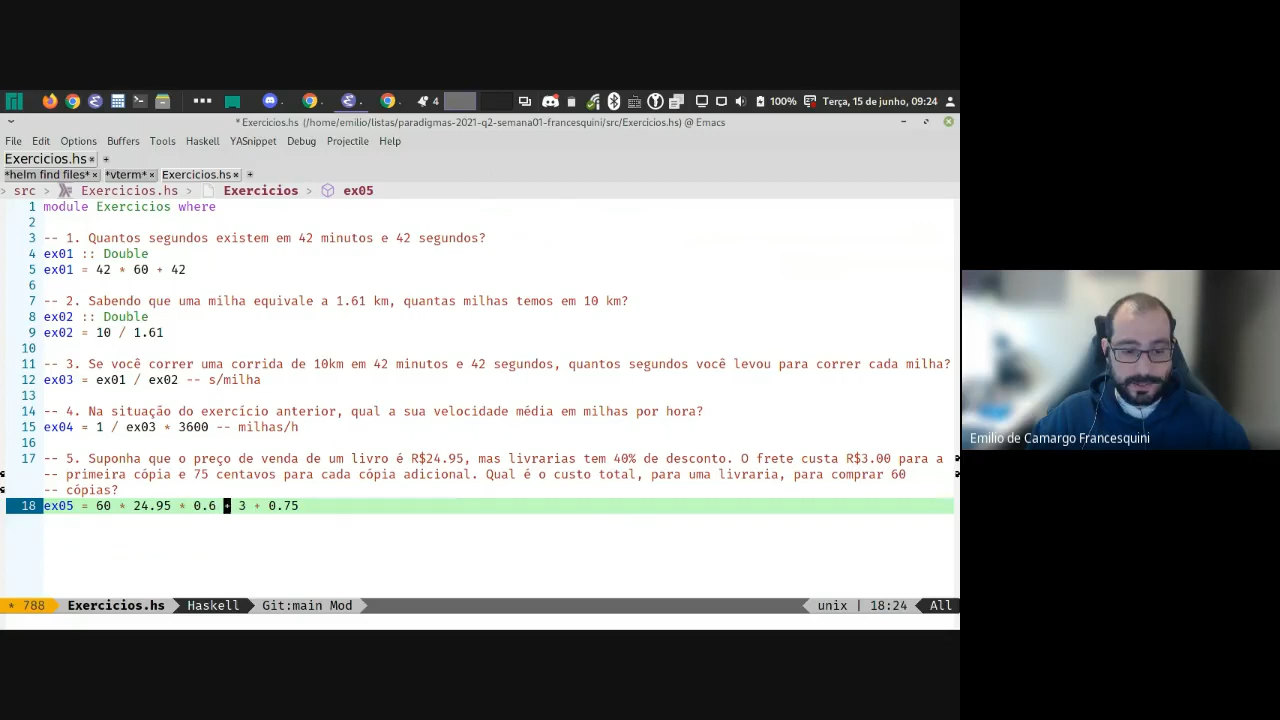 4
100%
Terça, 15 de junho, 09:24
* Exercicios.hs (/home/emilio/listas/paradigmas-2021-q2-semana01-francesquini/src/Exercicios.hs) @ Emacs
File Edit Options Buffers Tools Haskell YASnippet Debug Projectile Help
Exercicios.hs × +
*helm find files* × *vterm* × Exercicios.hs × +
> src > Exercicios.hs > Exercicios > ex05
1 module Exercicios where
2
3 -- 1. Quantos segundos existem em 42 minutos e 42 segundos?
4 ex01 :: Double
5 ex01 = 42 * 60 + 42
6
7 -- 2. Sabendo que uma milha equivale a 1.61 km, quantas milhas temos em 10 km?
8 ex02 :: Double
9 ex02 = 10 / 1.61
10
11 -- 3. Se você correr uma corrida de 10km em 42 minutos e 42 segundos, quantos segundos você levou para correr cada milha?
12 ex03 = ex01 / ex02 -- s/milha
13
14 -- 4. Na situação do exercício anterior, qual a sua velocidade média em milhas por hora?
15 ex04 = 1 / ex03 * 3600 -- milhas/h
16
17 -- 5. Suponha que o preço de venda de um livro é R$24.95, mas livrarias tem 40% de desconto. O frete custa R$3.00 para a
-- primeira cópia e 75 centavos para cada cópia adicional. Qual é o custo total, para uma livraria, para comprar 60
-- cópias?
18 ex05 = 60 * 24.95 * 0.6 + 3 + 0.75
* 788 Exercicios.hs Haskell Git:main Mod unix | 18:24 All
Emilio de Camargo Francesquini